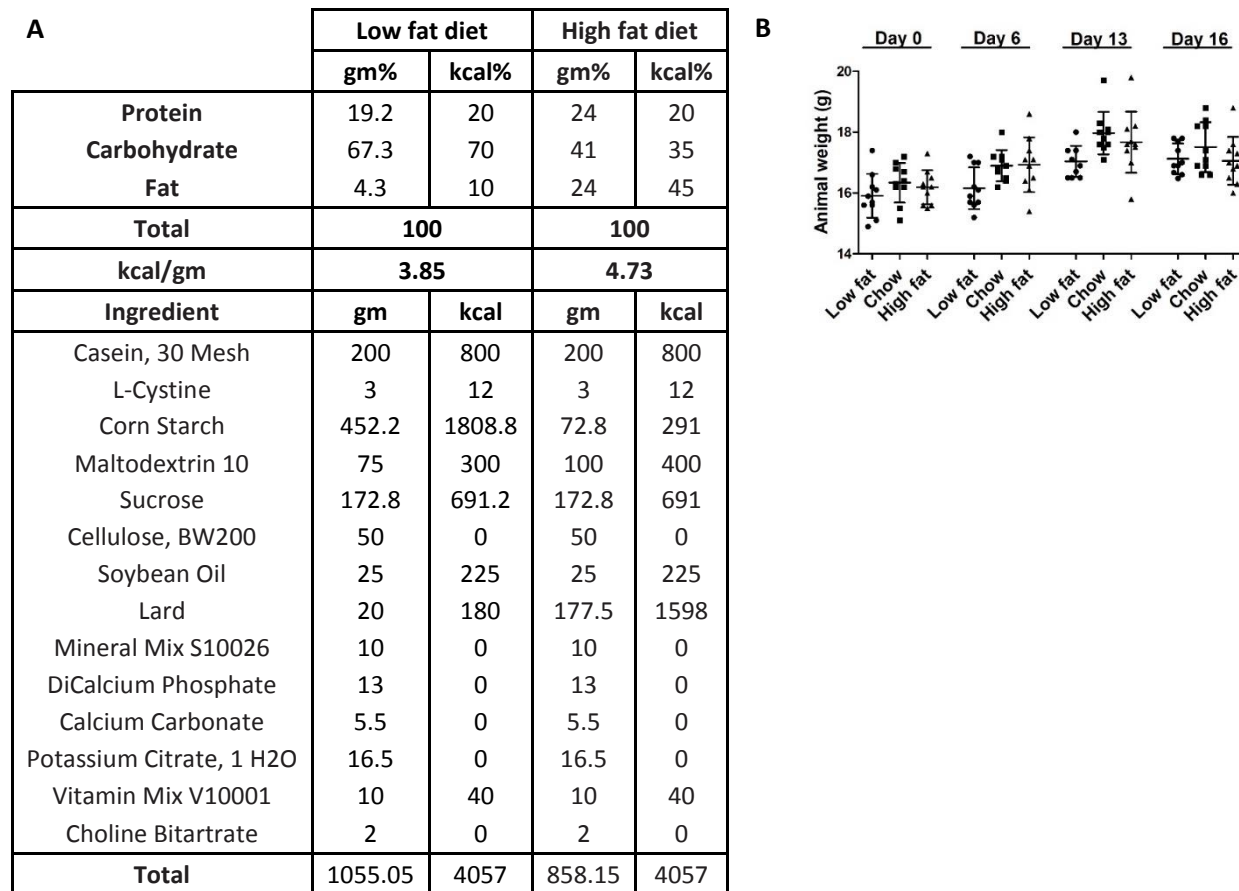 A
Low fat diet High fat diet
gm% kcal% gm% kcal%
Protein 19.2 20 24 20
Carbohydrate 67.3 70 41 35
Fat 4.3 10 24 45
Total 100 100
kcal/gm 3.85 4.73
Ingredient gm kcal gm kcal
Casein, 30 Mesh 200 800 200 800
L-Cystine 3 12 3 12
Corn Starch 452.2 1808.8 72.8 291
Maltodextrin 10 75 300 100 400
Sucrose 172.8 691.2 172.8 691
Cellulose, BW200 50 0 50 0
Soybean Oil 25 225 25 225
Lard 20 180 177.5 1598
Mineral Mix S10026 10 0 10 0
DiCalcium Phosphate 13 0 13 0
Calcium Carbonate 5.5 0 5.5 0
Potassium Citrate, 1 H2O 16.5 0 16.5 0
Vitamin Mix V10001 10 40 10 40
Choline Bitartrate 2 0 2 0
Total 1055.05 4057 858.15 4057
B
Day 0 Day 6 Day 13 Day 16
Animal weight (g)
20
18
16
14
Low fat Chow High fat Low fat Chow High fat Low fat Chow High fat Low fat Chow High fat